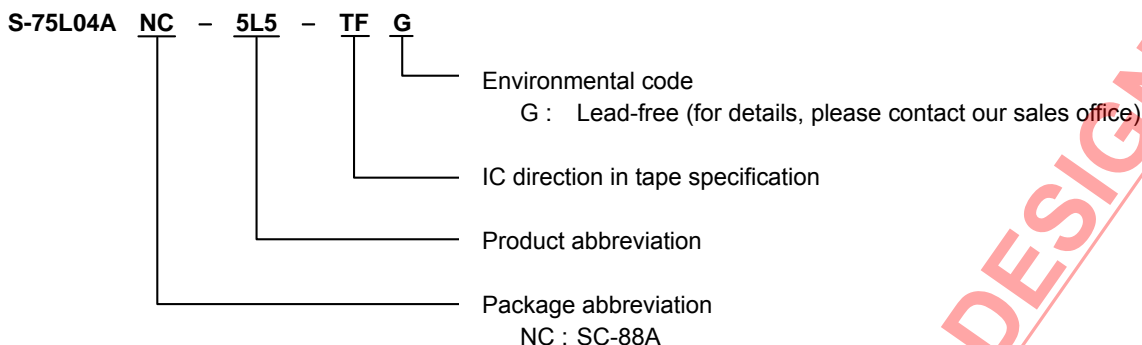 S-75L04A NC – 5L5 – TF G
Environmental code
G : Lead-free (for details, please contact our sales office)
IC direction in tape specification
Product abbreviation
Package abbreviation
NC : SC-88A
DESIGN